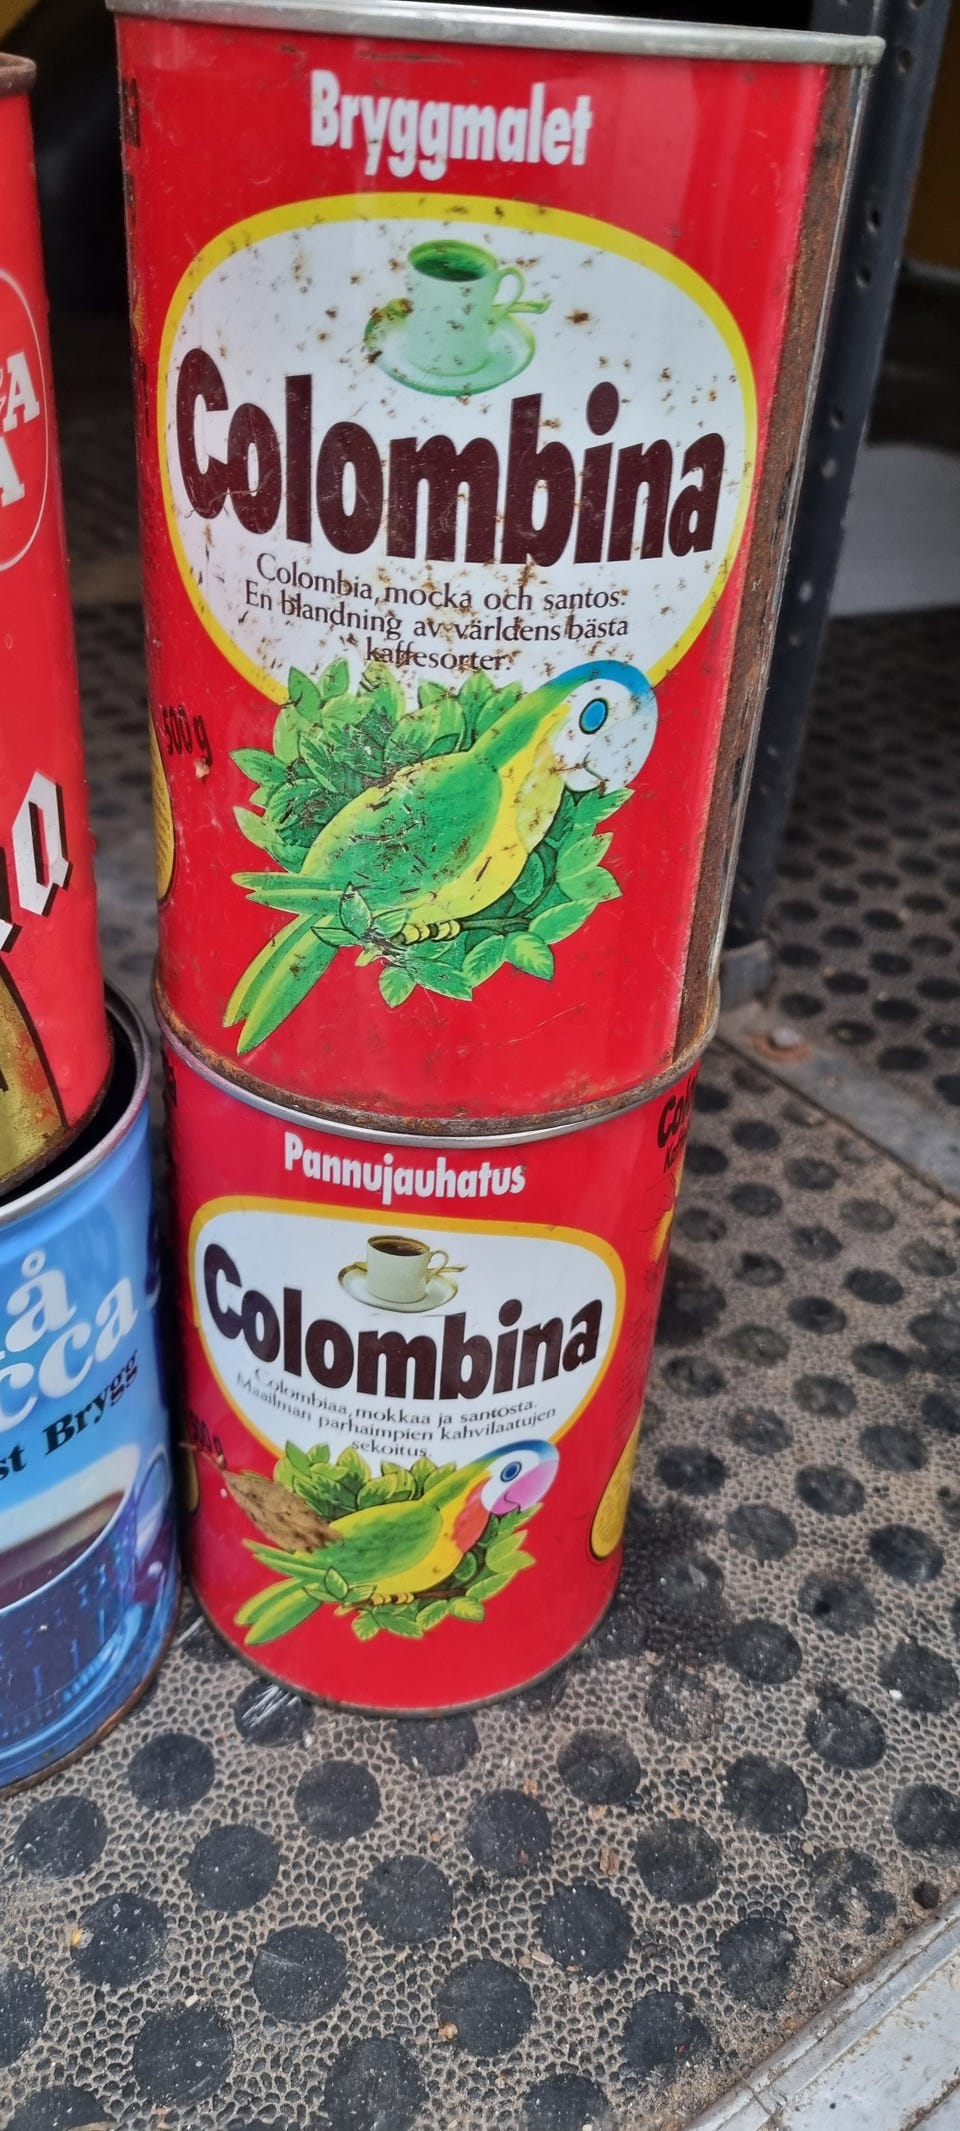 Bryggmalet
Colombina
Colombia, mocka och santos.
En blandning av världens bästa
kaffesorter.
500 g
Pannujauhatus
Colombina
Colombiaa, mokkaa ja santosta.
Maailman parhaimpien kahvilaatujen
sekoitus.
Brygg